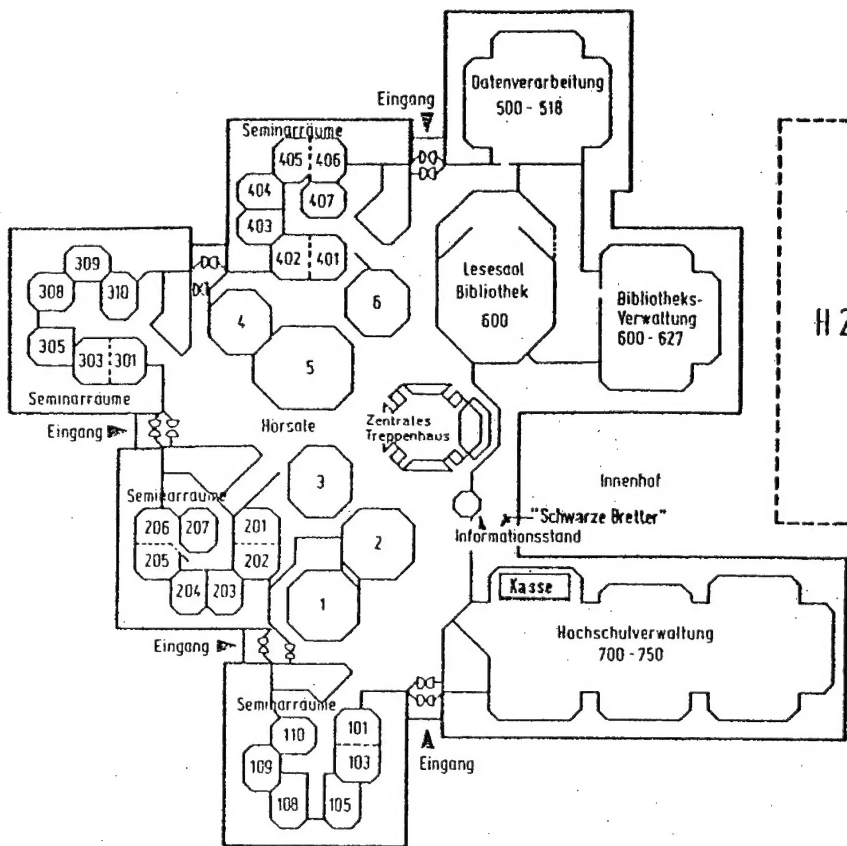 Datenverarbeitung
500 - 518
Eingang
Seminarräume
405
406
404
407
403
402
401
Lesesaal
Bibliothek
600
Bibliotheks-
Verwaltung
600 - 627
H 2
309
308
310
305
303
301
Seminarräume
4
6
5
Hörsäle
Zentrales
Treppenhaus
Eingang
3
Innenhof
Seminarräume
206
207
201
205
202
204
203
2
1
"Schwarze Bretter"
Informationsstand
Kasse
Hochschulverwaltung
700 - 750
Eingang
Seminarräume
110
101
109
103
108
105
Eingang